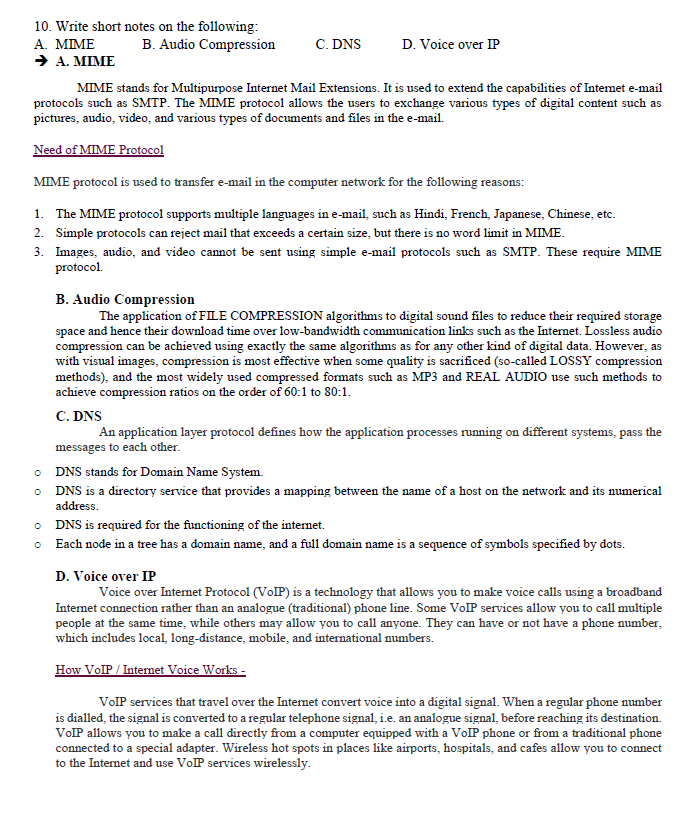 10. Write short notes on the following:
A. MIME B. Audio Compression C. DNS D. Voice over IP
➔ A. MIME
MIME stands for Multipurpose Internet Mail Extensions. It is used to extend the capabilities of Internet e-mail
protocols such as SMTP. The MIME protocol allows the users to exchange various types of digital content such as
pictures, audio, video, and various types of documents and files in the e-mail.
Need of MIME Protocol
MIME protocol is used to transfer e-mail in the computer network for the following reasons:
1. The MIME protocol supports multiple languages in e-mail, such as Hindi, French, Japanese, Chinese, etc.
2. Simple protocols can reject mail that exceeds a certain size, but there is no word limit in MIME.
3. Images, audio, and video cannot be sent using simple e-mail protocols such as SMTP. These require MIME
protocol.
B. Audio Compression
The application of FILE COMPRESSION algorithms to digital sound files to reduce their required storage
space and hence their download time over low-bandwidth communication links such as the Internet. Lossless audio
compression can be achieved using exactly the same algorithms as for any other kind of digital data. However, as
with visual images, compression is most effective when some quality is sacrificed (so-called LOSSY compression
methods), and the most widely used compressed formats such as MP3 and REAL AUDIO use such methods to
achieve compression ratios on the order of 60:1 to 80:1.
C. DNS
An application layer protocol defines how the application processes running on different systems, pass the
messages to each other.
o DNS stands for Domain Name System.
o DNS is a directory service that provides a mapping between the name of a host on the network and its numerical
address.
o DNS is required for the functioning of the internet.
o Each node in a tree has a domain name, and a full domain name is a sequence of symbols specified by dots.
D. Voice over IP
Voice over Internet Protocol (VoIP) is a technology that allows you to make voice calls using a broadband
Internet connection rather than an analogue (traditional) phone line. Some VoIP services allow you to call multiple
people at the same time, while others may allow you to call anyone. They can have or not have a phone number,
which includes local, long-distance, mobile, and international numbers.
How VoIP / Internet Voice Works -
VoIP services that travel over the Internet convert voice into a digital signal. When a regular phone number
is dialled, the signal is converted to a regular telephone signal, i.e. an analogue signal, before reaching its destination.
VoIP allows you to make a call directly from a computer equipped with a VoIP phone or from a traditional phone
connected to a special adapter. Wireless hot spots in places like airports, hospitals, and cafes allow you to connect
to the Internet and use VoIP services wirelessly.